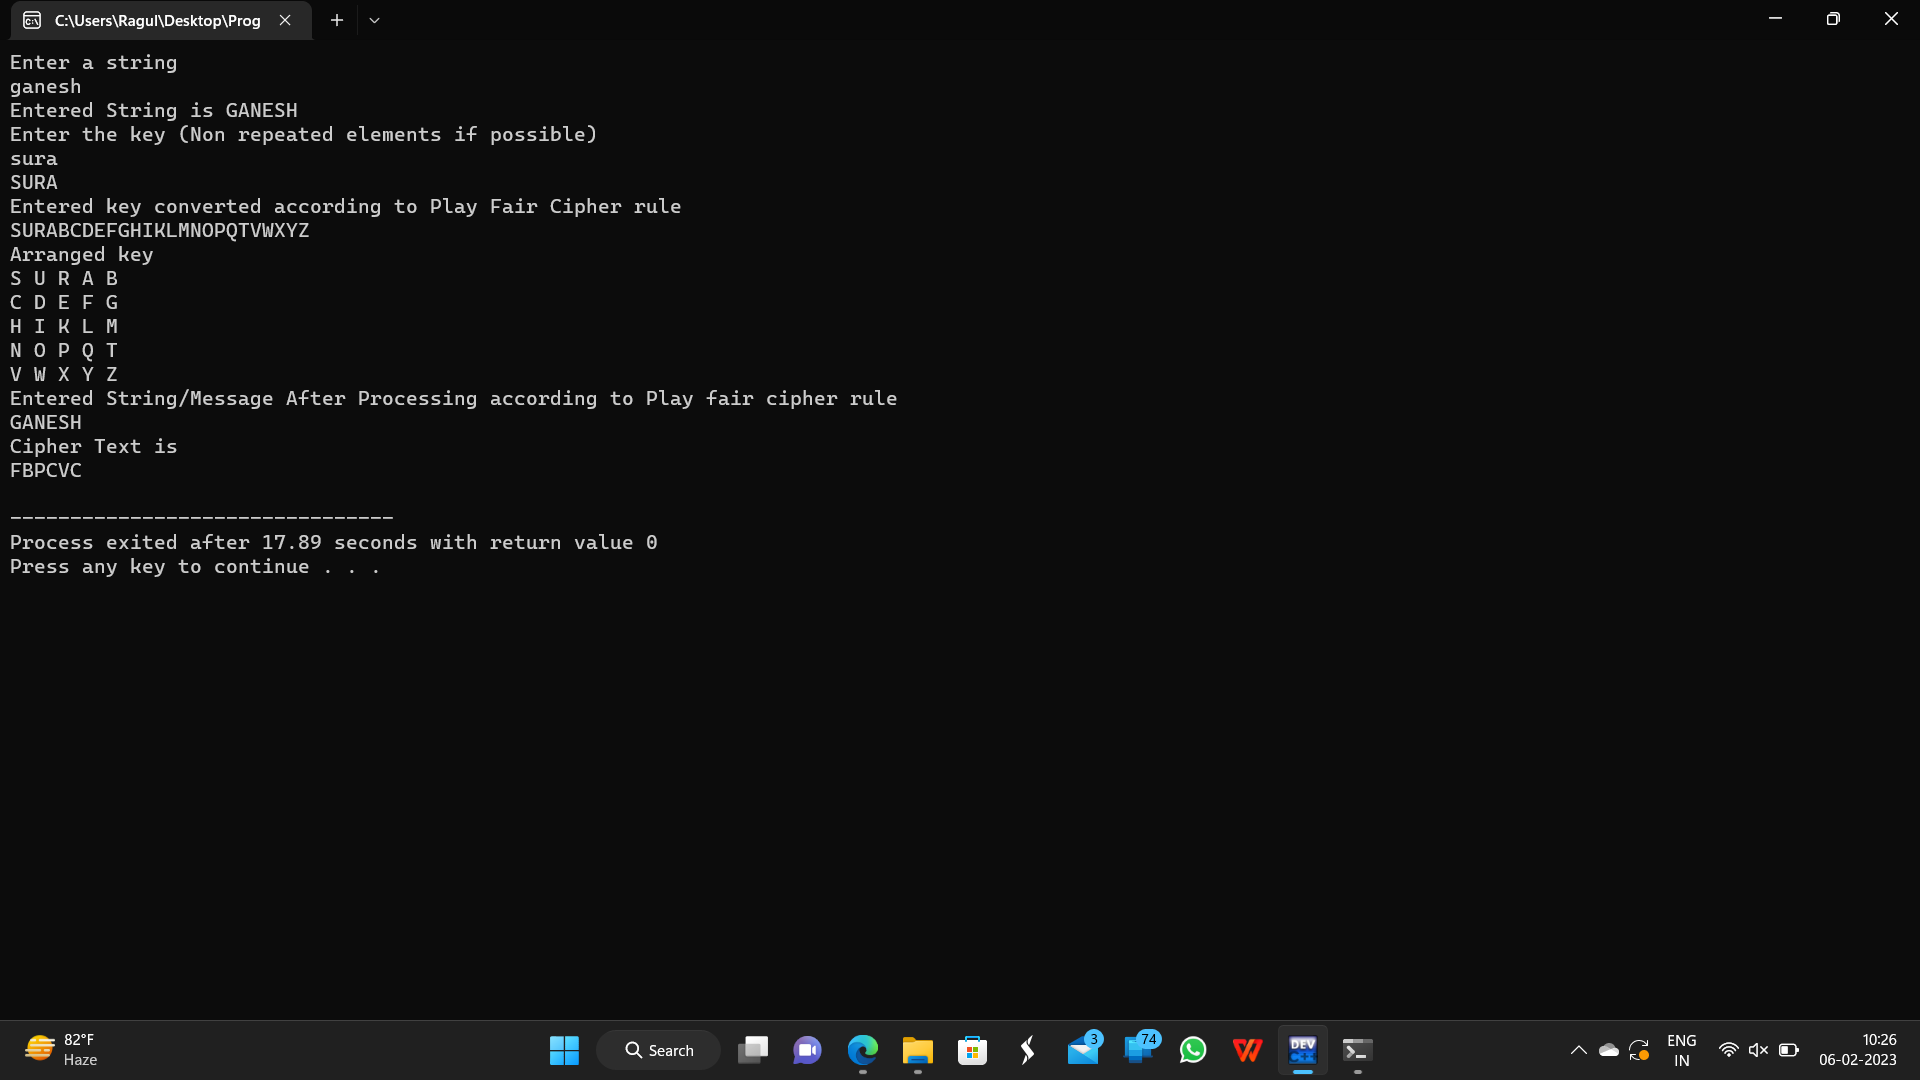 C:\Users\Ragul\Desktop\Prog
Enter a string
ganesh
Entered String is GANESH
Enter the key (Non repeated elements if possible)
sura
SURA
Entered key converted according to Play Fair Cipher rule
SURABCDEFGHIKLMNOPQTVWXYZ
Arranged key
S U R A B
C D E F G
H I K L M
N O P Q T
V W X Y Z
Entered String/Message After Processing according to Play fair cipher rule
GANESH
Cipher Text is
FBPCVC
--------------------------------
Process exited after 17.89 seconds with return value 0
Press any key to continue . . .
82°F
Haze
Search
3
74
DEV
ENG
IN
10:26
06-02-2023